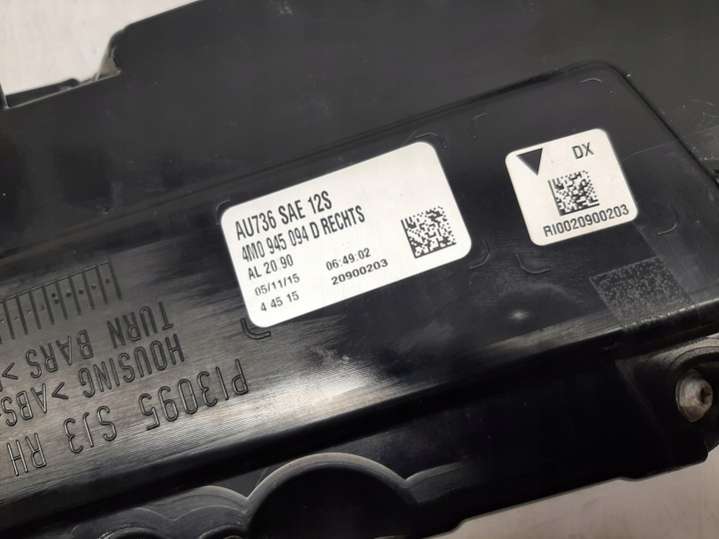 AU736 SAE 12S
4M0 945 094 D RECHTS
AL 20 90
05/11/15 06:49.02
4 45 15 20900203
DX
RI0020900203
PI3095 SJ3 RH
HOUSING >ABS
TURN BARS >